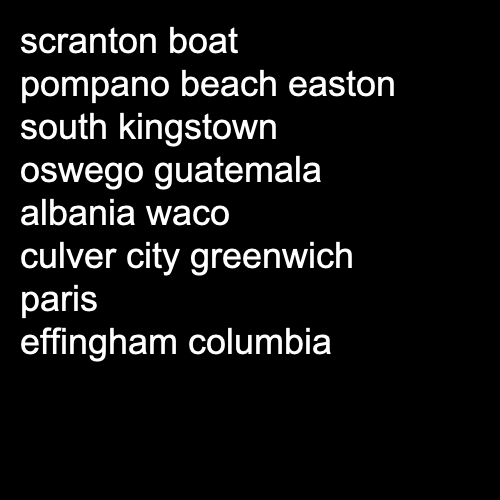 scranton boat
pompano beach easton
south kingstown
oswego guatemala
albania waco
culver city greenwich
paris
effingham columbia